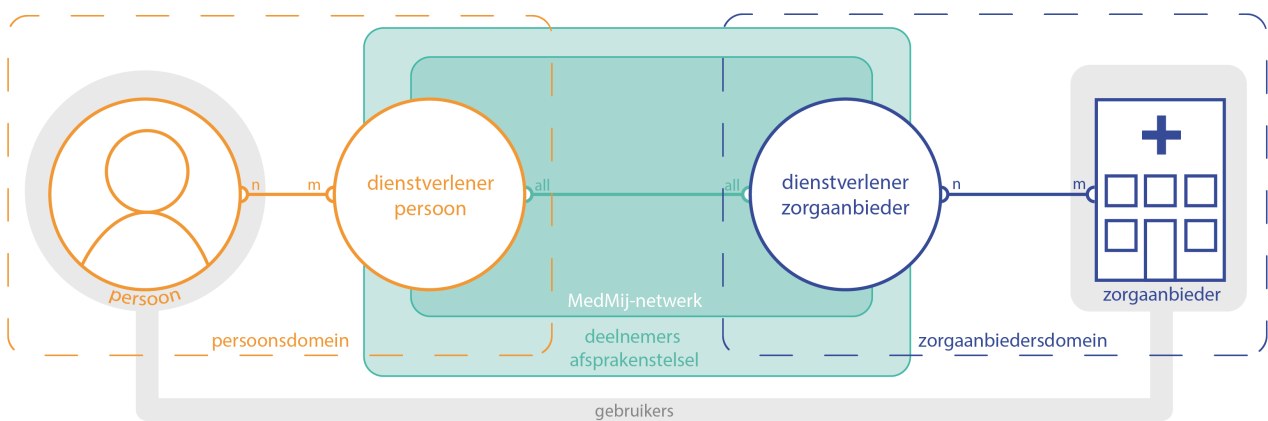 n
m
dienstverlener
persoon
all
all
dienstverlener
zorgaanbieder
n
m
persoon
MedMij-netwerk
zorgaanbieder
persoonsdomein
deelnemers
afsprakenstelsel
zorgaanbiedersdomein
gebruikers